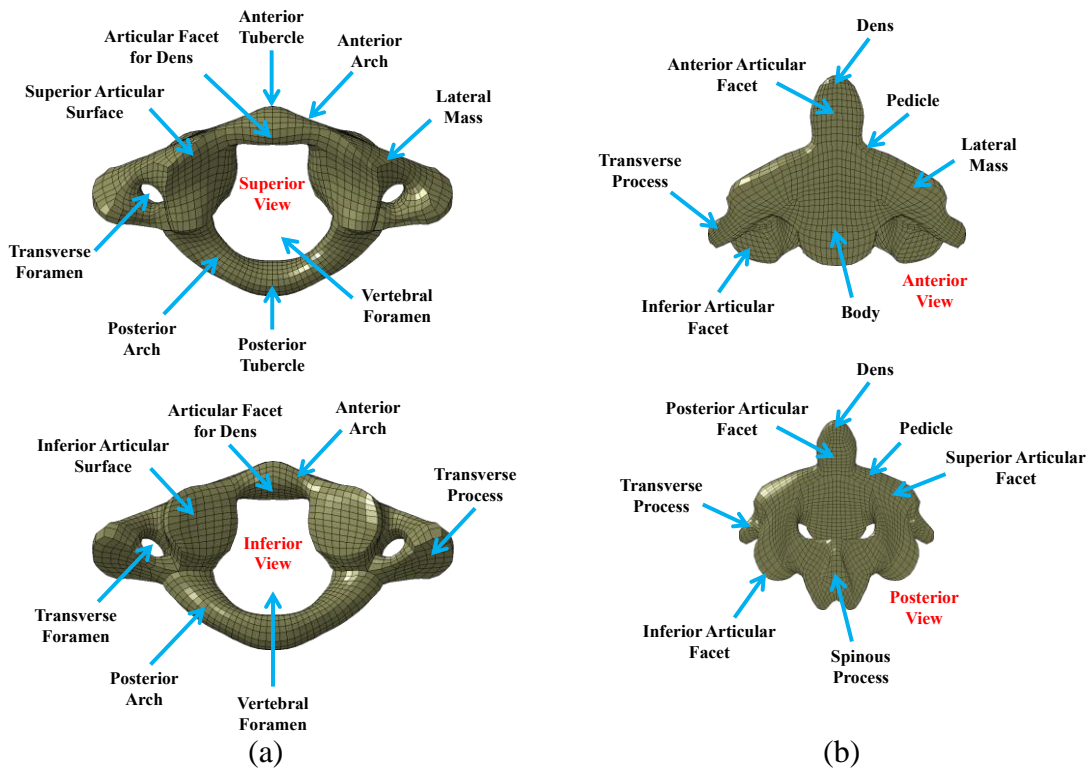 Anterior
Tubercle
Articular Facet
for Dens
Anterior
Arch
Superior Articular
Surface
Lateral
Mass
Superior
View
Transverse
Foramen
Vertebral
Foramen
Posterior
Arch
Posterior
Tubercle
Articular Facet
for Dens
Anterior
Arch
Inferior Articular
Surface
Transverse
Process
Inferior
View
Transverse
Foramen
Posterior
Arch
Vertebral
Foramen
(a)
Dens
Anterior Articular
Facet
Pedicle
Transverse
Process
Lateral
Mass
Inferior Articular
Facet
Body
Anterior
View
Dens
Posterior Articular
Facet
Pedicle
Superior Articular
Facet
Transverse
Process
Posterior
View
Inferior Articular
Facet
Spinous
Process
(b)